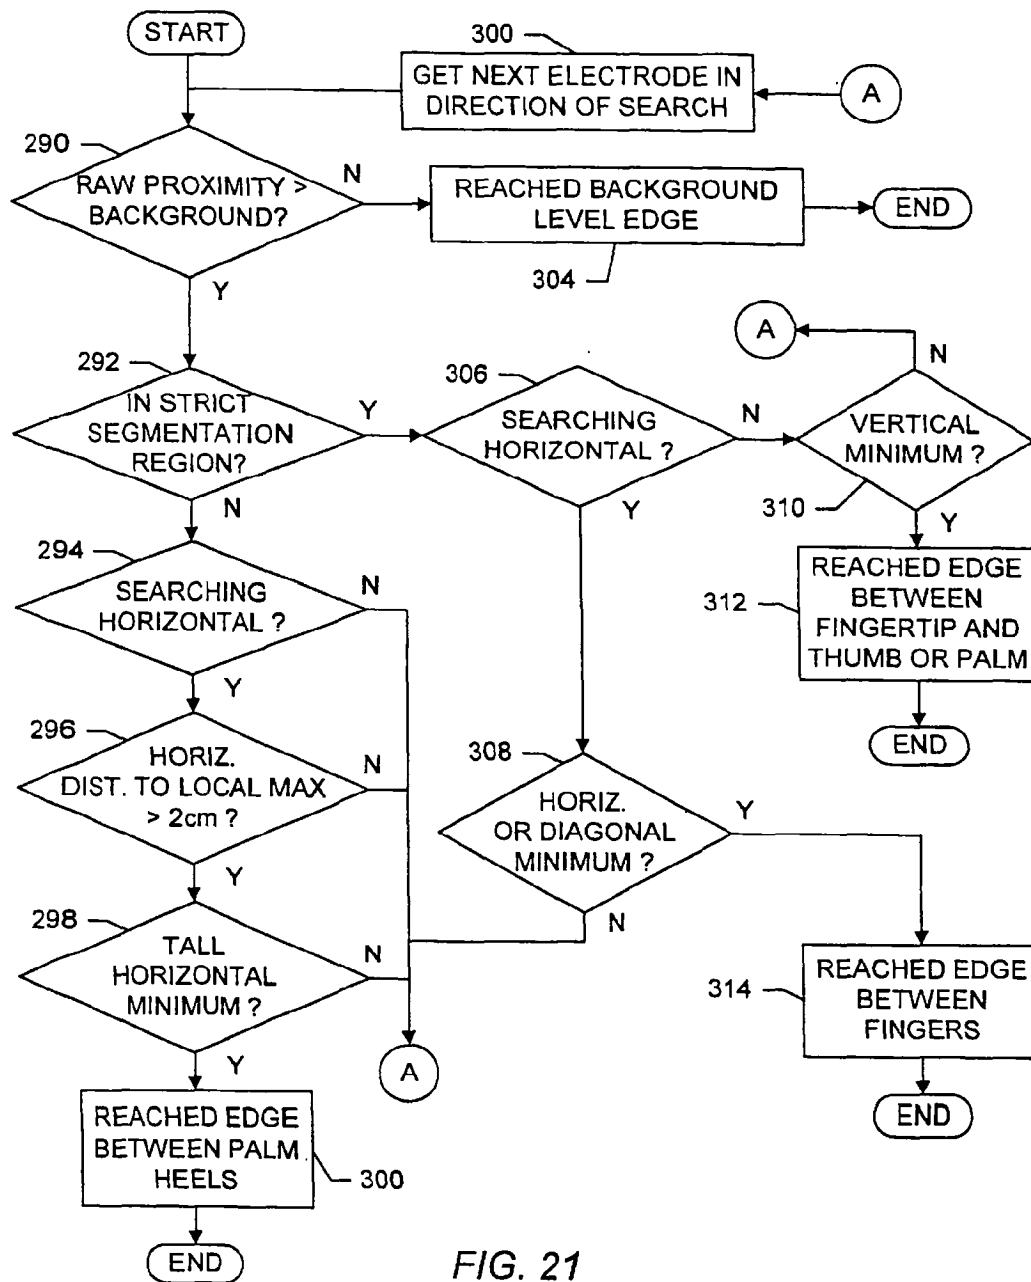 START
300
GET NEXT ELECTRODE IN
DIRECTION OF SEARCH
A
290
RAW PROXIMITY >
BACKGROUND?
N
Y
REACHED BACKGROUND
LEVEL EDGE
304
END
292
IN STRICT
SEGMENTATION
REGION?
Y
N
306
SEARCHING
HORIZONTAL ?
N
Y
A
N
VERTICAL
MINIMUM ?
310
Y
294
SEARCHING
HORIZONTAL ?
N
Y
312
REACHED EDGE
BETWEEN
FINGERTIP AND
THUMB OR PALM
END
296
HORIZ.
DIST. TO LOCAL MAX
> 2cm ?
N
Y
308
HORIZ.
OR DIAGONAL
MINIMUM ?
Y
N
298
TALL
HORIZONTAL
MINIMUM ?
N
Y
A
314
REACHED EDGE
BETWEEN
FINGERS
END
REACHED EDGE
BETWEEN PALM
HEELS
300
END
FIG. 21